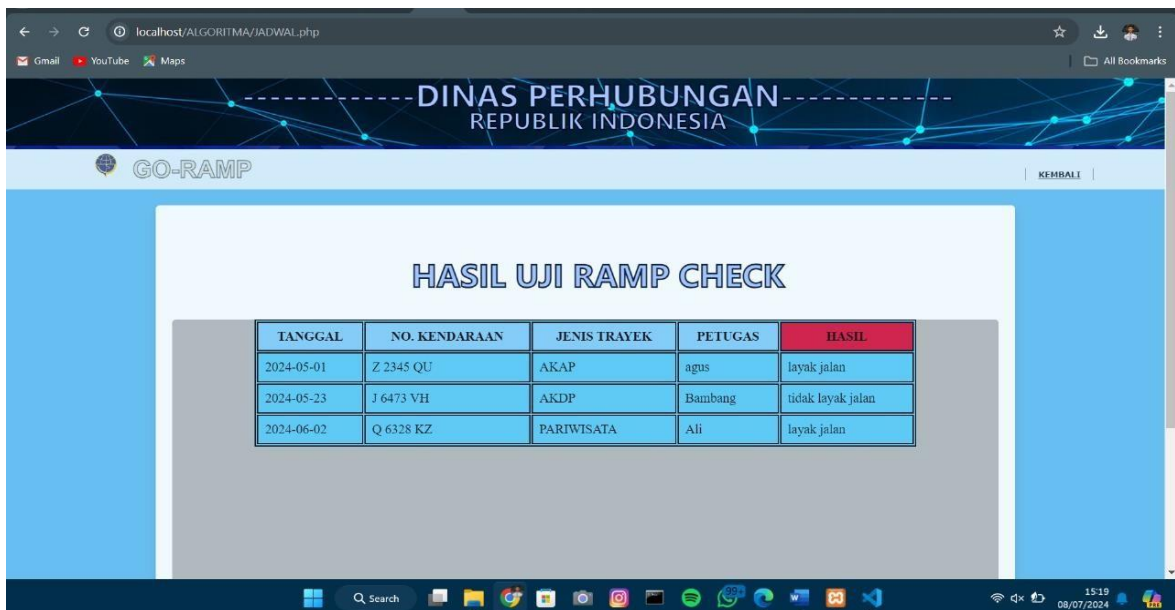 localhost/ALGORITMA/JADWAL.php
Gmail YouTube Maps All Bookmarks
------------DINAS PERHUBUNGAN------------
REPUBLIK INDONESIA
GO-RAMP | KEMBALI |
HASIL UJI RAMP CHECK
TANGGAL NO. KENDARAAN JENIS TRAYEK PETUGAS HASIL
2024-05-01 Z 2345 QU AKAP agus layak jalan
2024-05-23 J 6473 VH AKDP Bambang tidak layak jalan
2024-06-02 Q 6328 KZ PARIWISATA Ali layak jalan
Search 99+ 15:19
08/07/2024